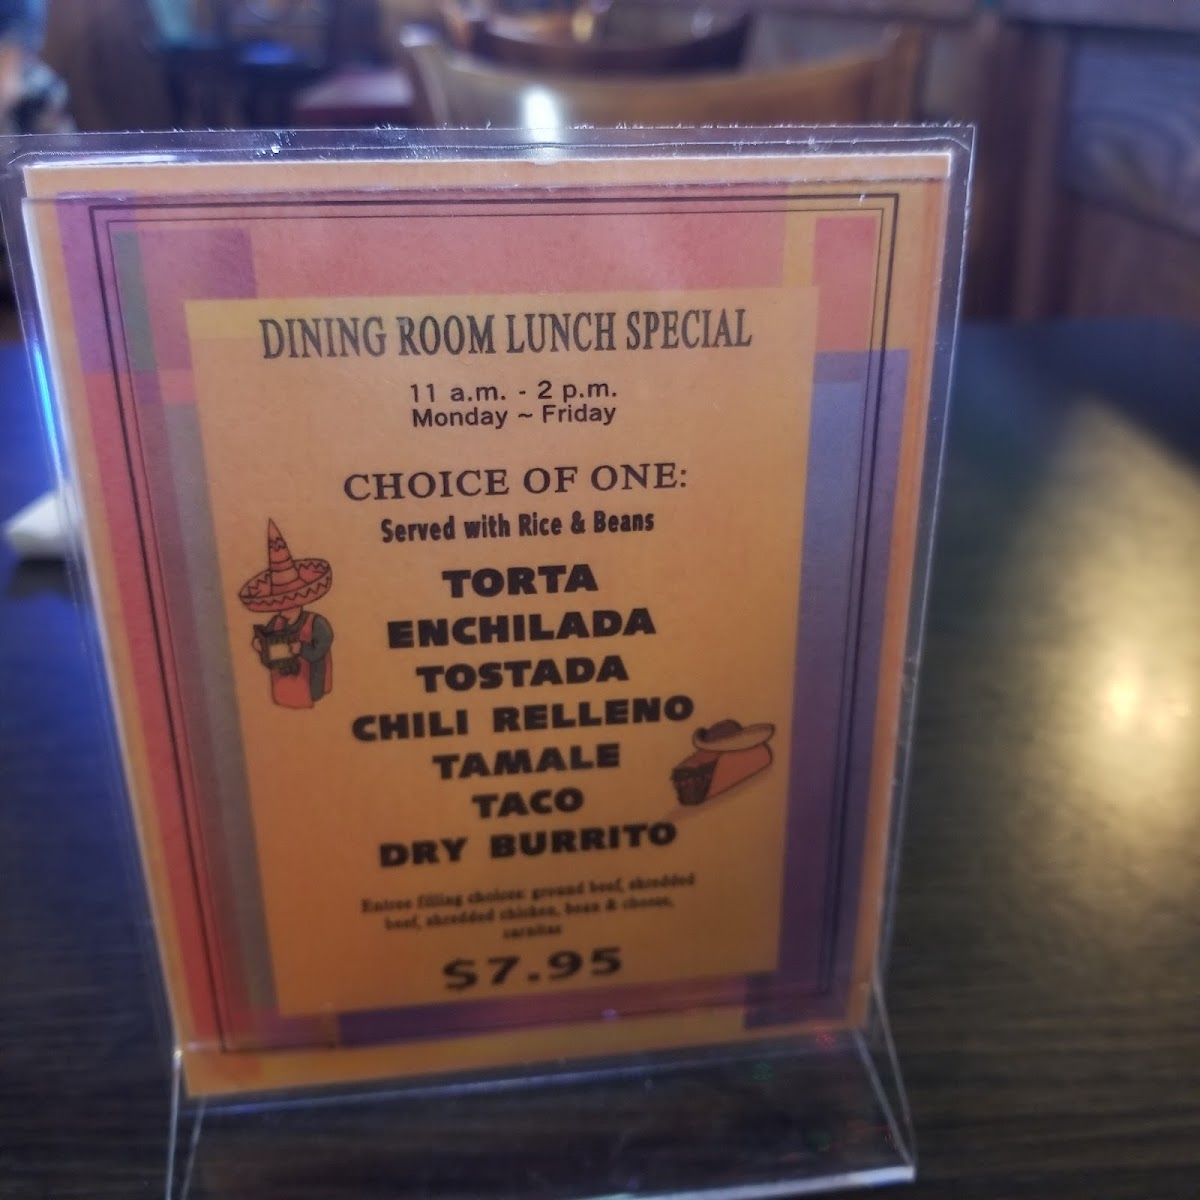 DINING ROOM LUNCH SPECIAL
11 a.m. - 2 p.m.
Monday ~ Friday
CHOICE OF ONE:
Served with Rice & Beans
TORTA
ENCHILADA
TOSTADA
CHILI RELLENO
TAMALE
TACO
DRY BURRITO
Entree filling choices: ground beef, shredded
beef, shredded chicken, bean & cheese,
carnitas
$7.95